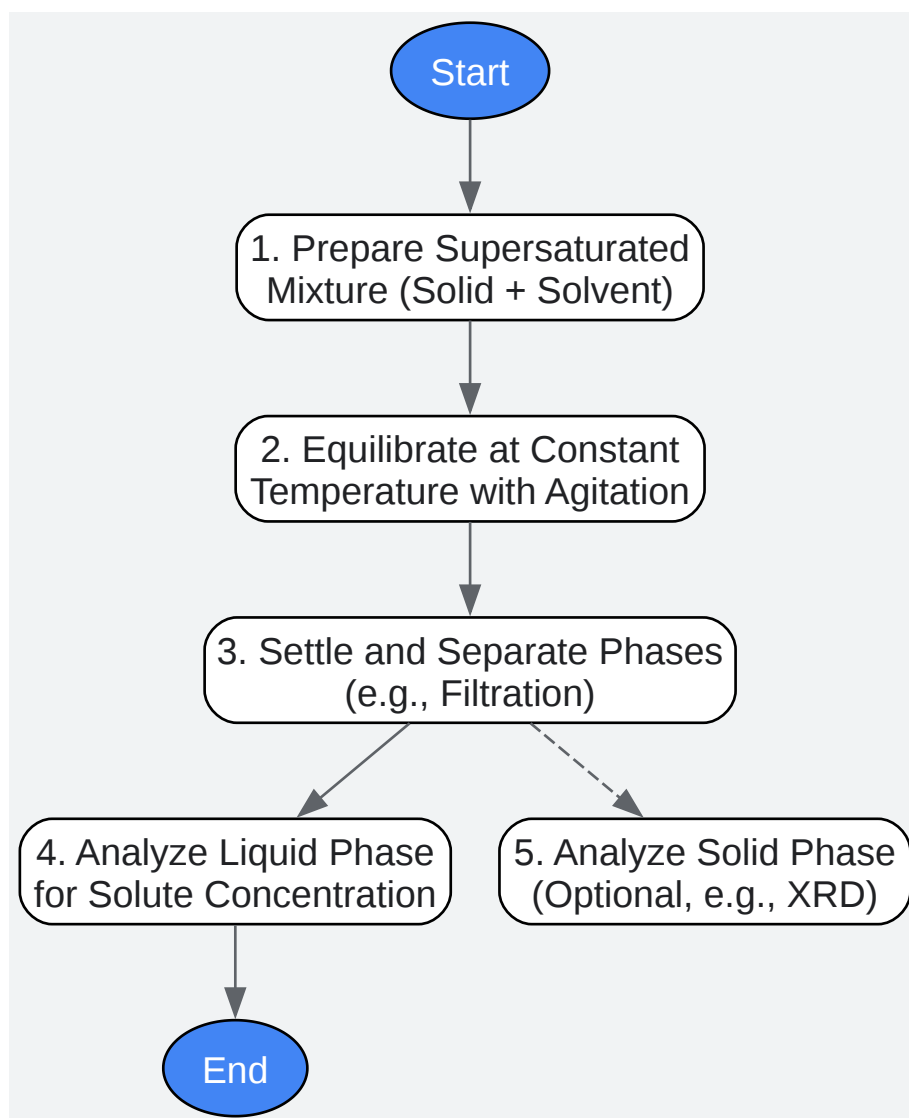 Start
1. Prepare Supersaturated
Mixture (Solid + Solvent)
2. Equilibrate at Constant
Temperature with Agitation
3. Settle and Separate Phases
(e.g., Filtration)
4. Analyze Liquid Phase
for Solute Concentration
5. Analyze Solid Phase
(Optional, e.g., XRD)
End